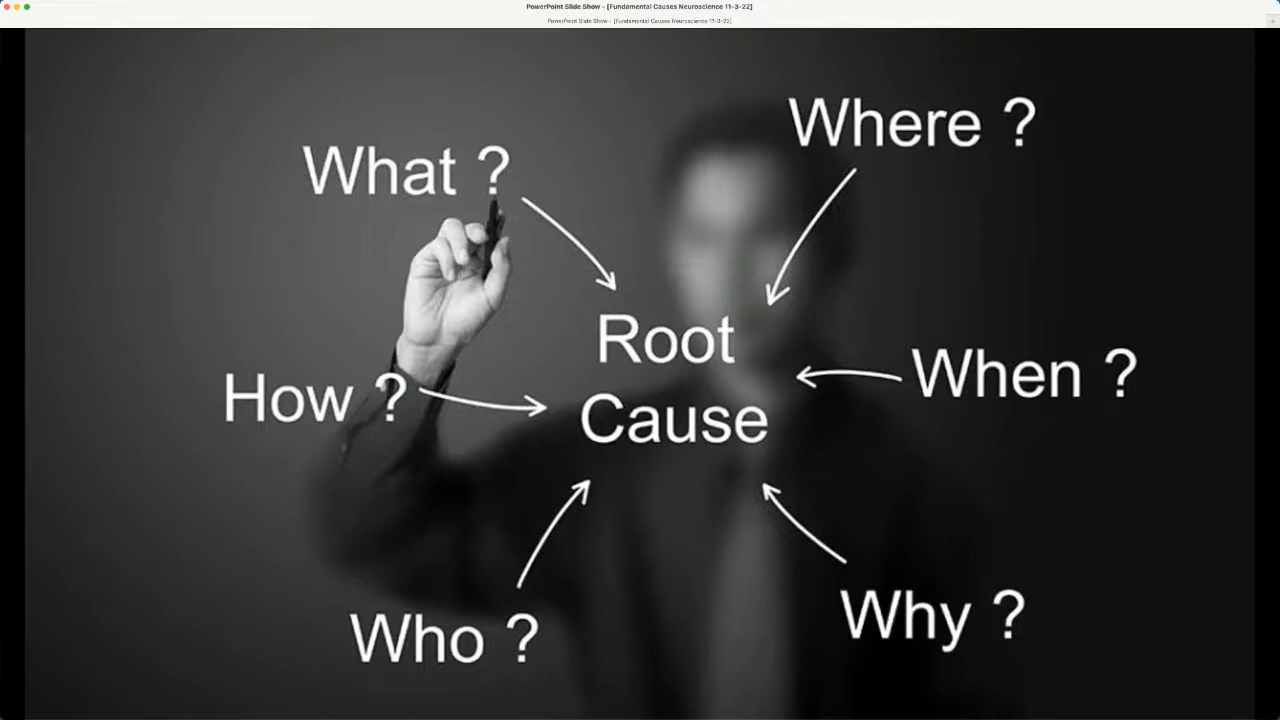 PowerPoint Slide Show - [Fundamental Causes Neuroscience 11-3-22]
PowerPoint Slide Show - [Fundamental Causes Neuroscience 11-3-22]
Where ?
What ?
Root
Cause
When ?
How ?
Why ?
Who ?